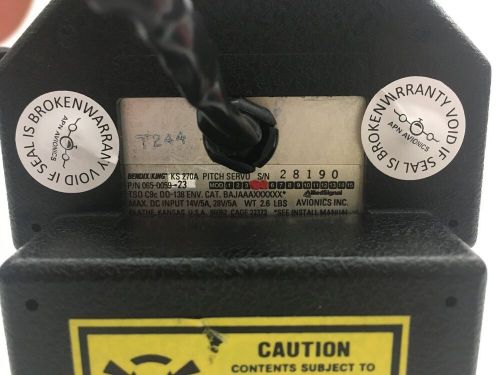 WARRANTY VOID IF SEAL IS BROKEN
APN AVIONICS
WARRANTY VOID IF SEAL IS BROKEN
APN AVIONICS
T244
BENDIX/KING KS 270A PITCH SERVO S/N 28190
P/N 065-0059-23 MOD 1 2 3 6 7 8 9 10 11 12 13 14 15 AlliedSignal
TSO C9c DO-138 ENV. CAT. BAJAAAXXXXXX*
MAX. DC INPUT 14V/5A, 28V/5A WT 2.6 LBS AVIONICS INC.
OLATHE, KANSAS U.S.A. CAGE 22373 *SEE INSTALL MANUAL
CAUTION
CONTENTS SUBJECT TO